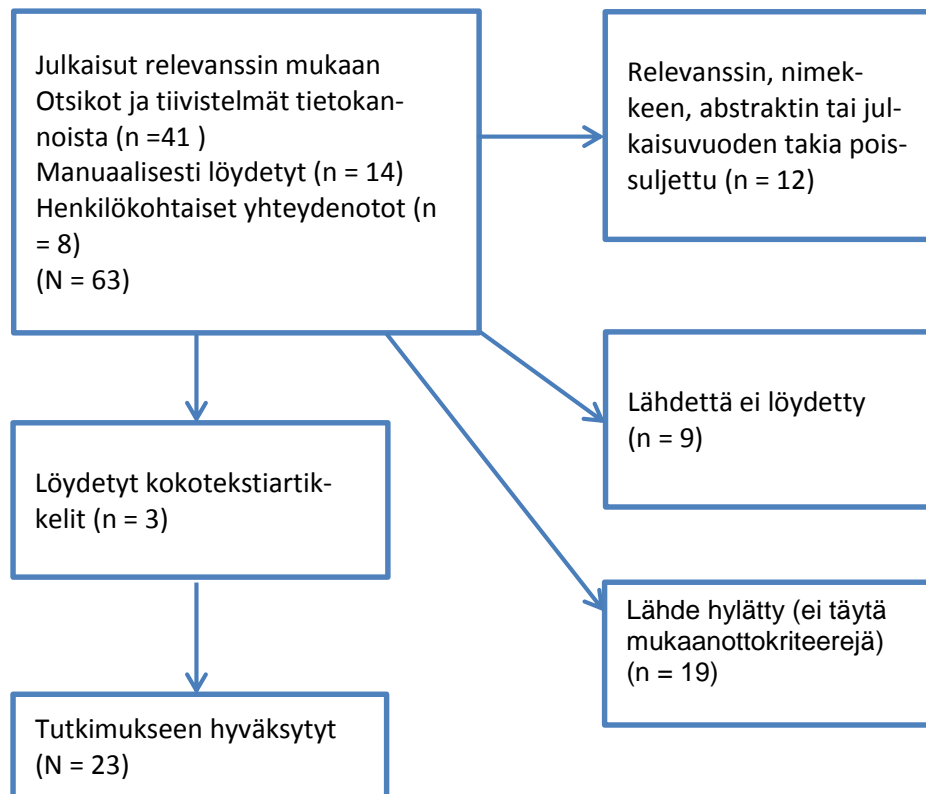 Julkaisut relevanssin mukaan
Otsikot ja tiivistelmät tietokan-
noista (n =41 )
Manuaalisesti löydetyt (n = 14)
Henkilökohtaiset yhteydenotot (n
= 8)
(N = 63)
Relevanssin, nimek-
keen, abstraktin tai jul-
kaisuvuoden takia pois-
suljettu (n = 12)
Lähdettä ei löydetty
(n = 9)
Löydetyt kokotekstiartik-
kelit (n = 3)
Lähde hylätty (ei täytä
mukaanottokriteerejä)
(n = 19)
Tutkimukseen hyväksytyt
(N = 23)